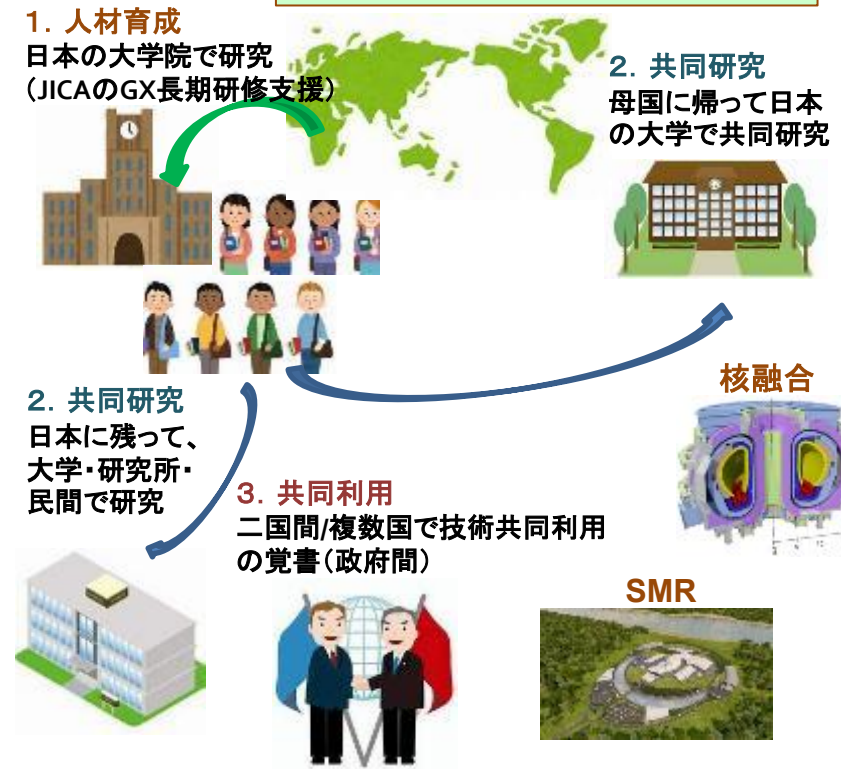 1．人材育成
日本の大学院で研究
（JICAのGX長期研修支援）
2．共同研究
母国に帰って日本
の大学で共同研究
核融合
2．共同研究
日本に残って、
大学・研究所・
民間で研究
3．共同利用
二国間/複数国で技術共同利用
の覚書（政府間）
SMR